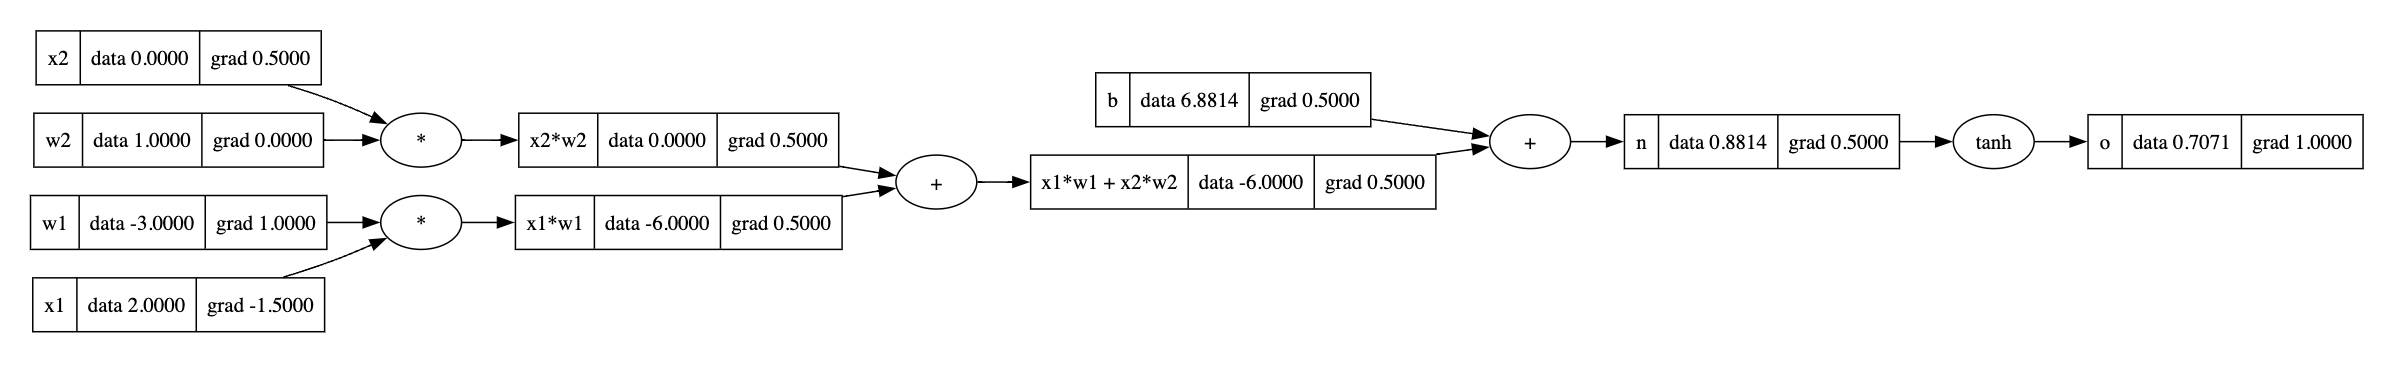 x2 data 0.0000 grad 0.5000
w2 data 1.0000 grad 0.0000
w1 data -3.0000 grad 1.0000
x1 data 2.0000 grad -1.5000
*
*
x2*w2 data 0.0000 grad 0.5000
x1*w1 data -6.0000 grad 0.5000
+
b data 6.8814 grad 0.5000
x1*w1 + x2*w2 data -6.0000 grad 0.5000
+
n data 0.8814 grad 0.5000
tanh
o data 0.7071 grad 1.0000